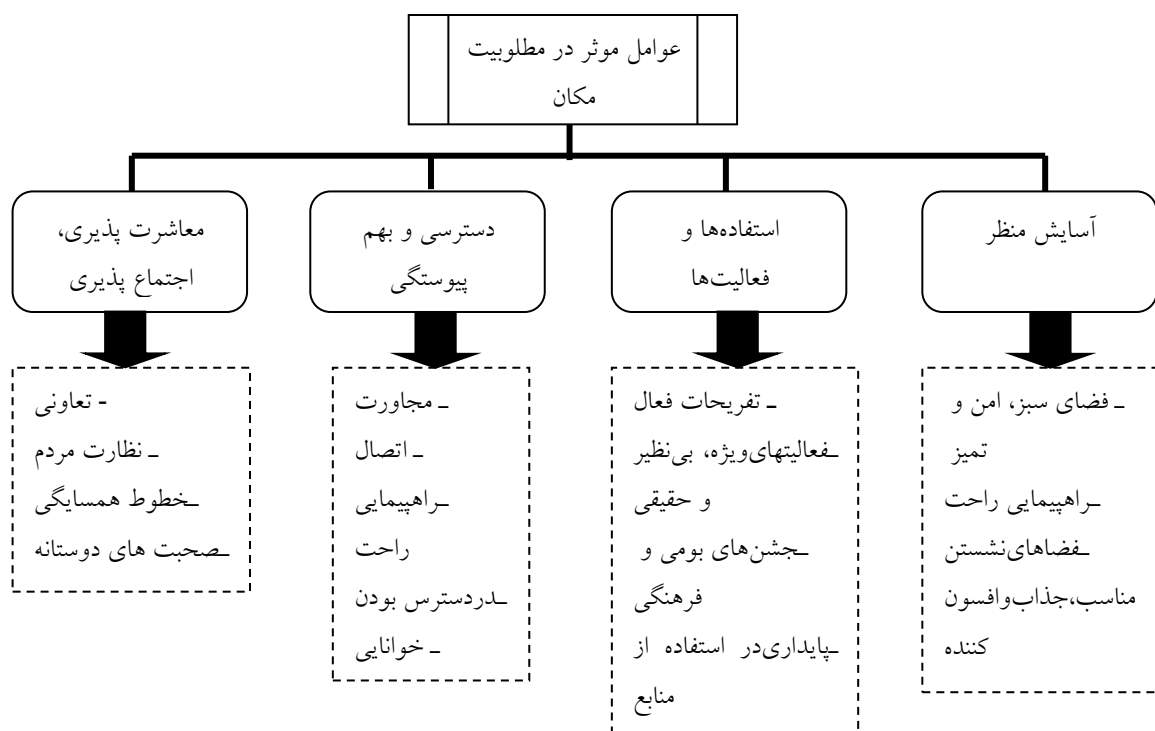 عوامل موثر در مطلوبیت
مکان
آسایش منظر
استفاده‌ها و
فعالیت‌ها
دسترسی و بهم
پیوستگی
معاشرت پذیری،
اجتماع پذیری
ـ فضای سبز، امن و
تمیز
ـراهپیمایی راحت
ـفضاهای‌نشستن
مناسب،جذاب‌وافسون
کننده
ـ تفریحات فعال
ـفعالیتهای‌ویژه، بی‌نظیر
و حقیقی
ـجشن‌های بومی و
فرهنگی
ـپایداری‌در استفاده از
منابع
ـ مجاورت
ـ اتصال
ـراهپیمایی
راحت
ـدردسترس بودن
ـ خوانایی
- تعاونی
ـ نظارت مردم
ـخطوط همسایگی
ـصحبت های دوستانه